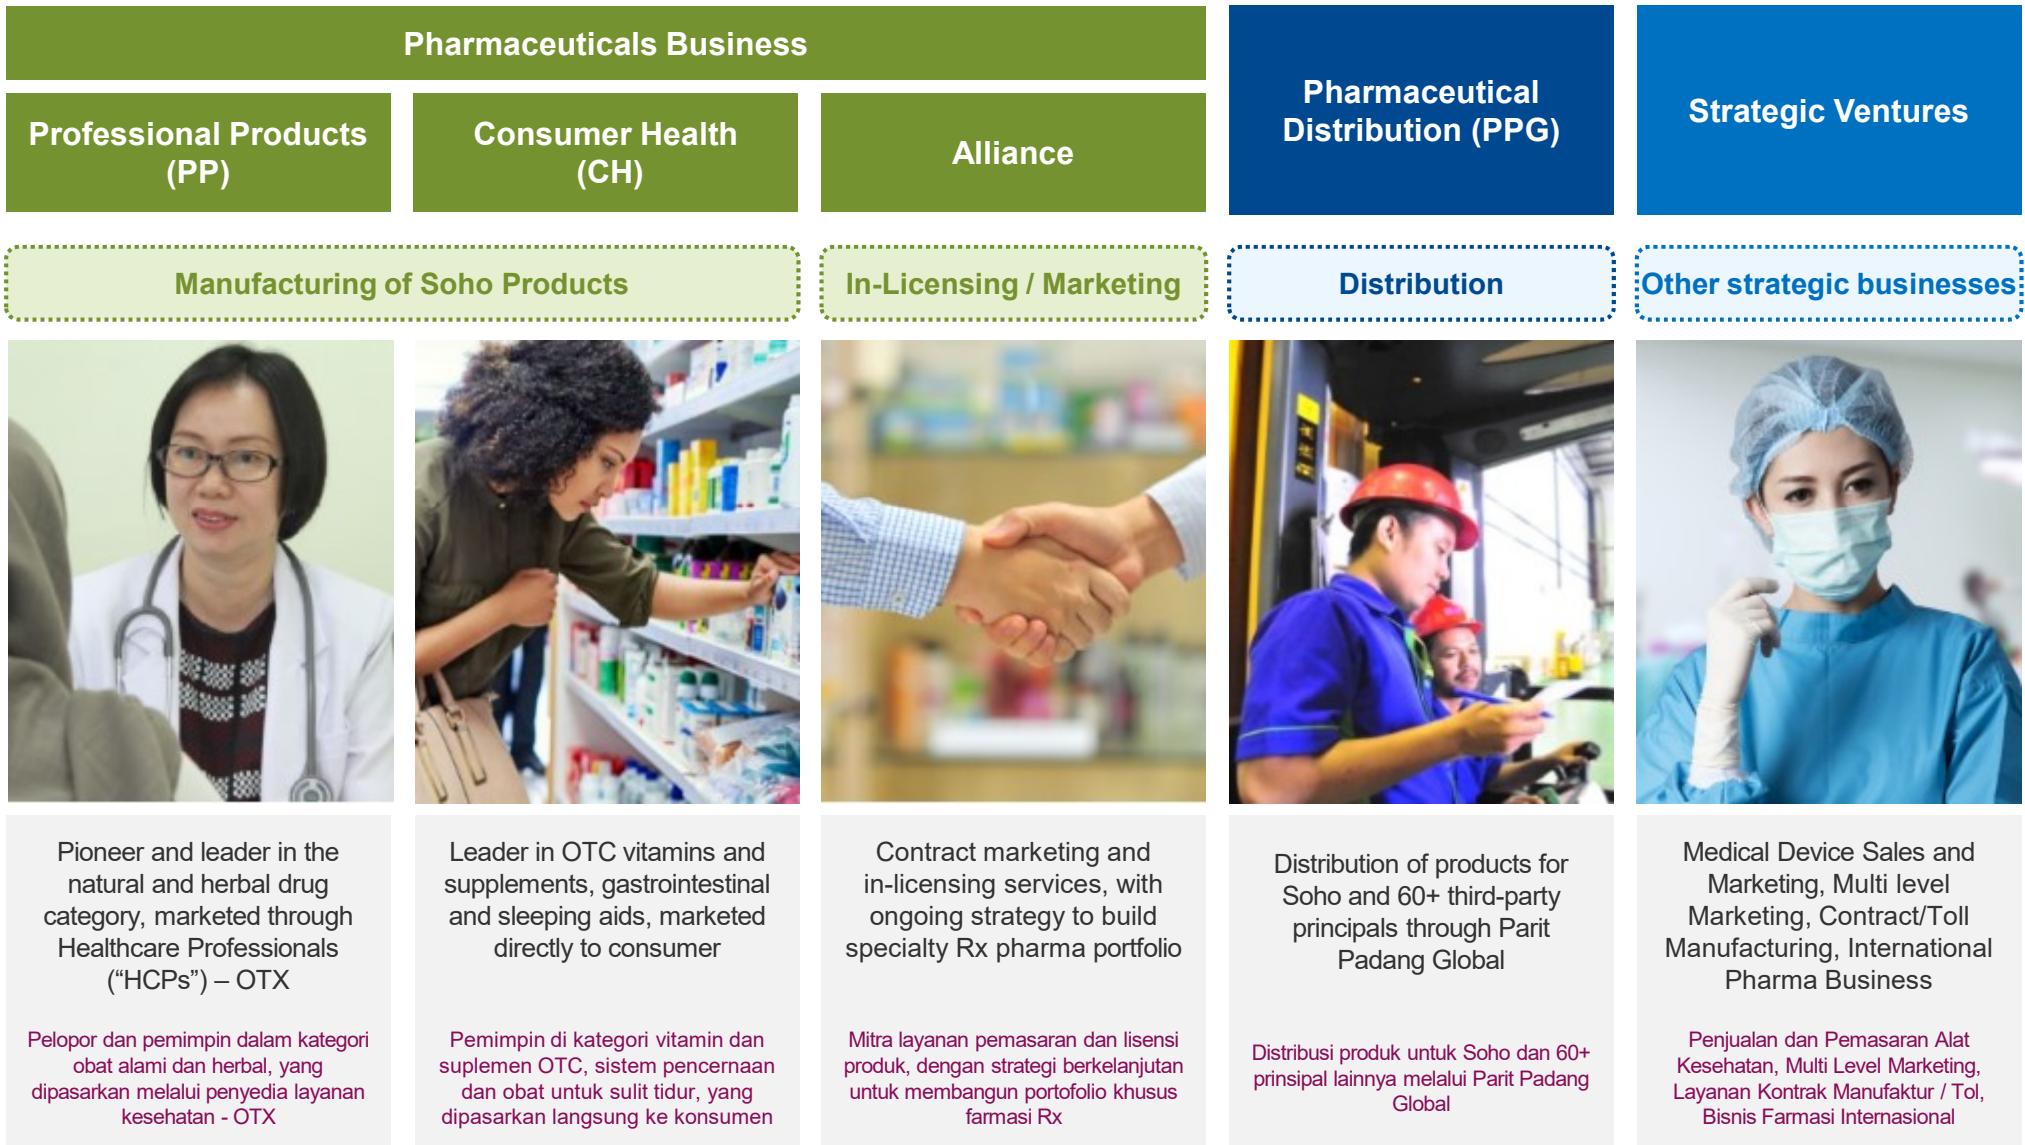 Pharmaceuticals Business
Professional Products
(PP)
Consumer Health
(CH)
Alliance
Pharmaceutical
Distribution (PPG)
Strategic Ventures
Manufacturing of Soho Products
In-Licensing / Marketing
Distribution
Other strategic businesses
Pioneer and leader in the
natural and herbal drug
category, marketed through
Healthcare Professionals
(“HCPs”) – OTX
Pelopor dan pemimpin dalam kategori
obat alami dan herbal, yang
dipasarkan melalui penyedia layanan
kesehatan - OTX
Leader in OTC vitamins and
supplements, gastrointestinal
and sleeping aids, marketed
directly to consumer
Pemimpin di kategori vitamin dan
suplemen OTC, sistem pencernaan
dan obat untuk sulit tidur, yang
dipasarkan langsung ke konsumen
Contract marketing and
in-licensing services, with
ongoing strategy to build
specialty Rx pharma portfolio
Mitra layanan pemasaran dan lisensi
produk, dengan strategi berkelanjutan
untuk membangun portofolio khusus
farmasi Rx
Distribution of products for
Soho and 60+ third-party
principals through Parit
Padang Global
Distribusi produk untuk Soho dan 60+
prinsipal lainnya melalui Parit Padang
Global
Medical Device Sales and
Marketing, Multi level
Marketing, Contract/Toll
Manufacturing, International
Pharma Business
Penjualan dan Pemasaran Alat
Kesehatan, Multi Level Marketing,
Layanan Kontrak Manufaktur / Tol,
Bisnis Farmasi Internasional